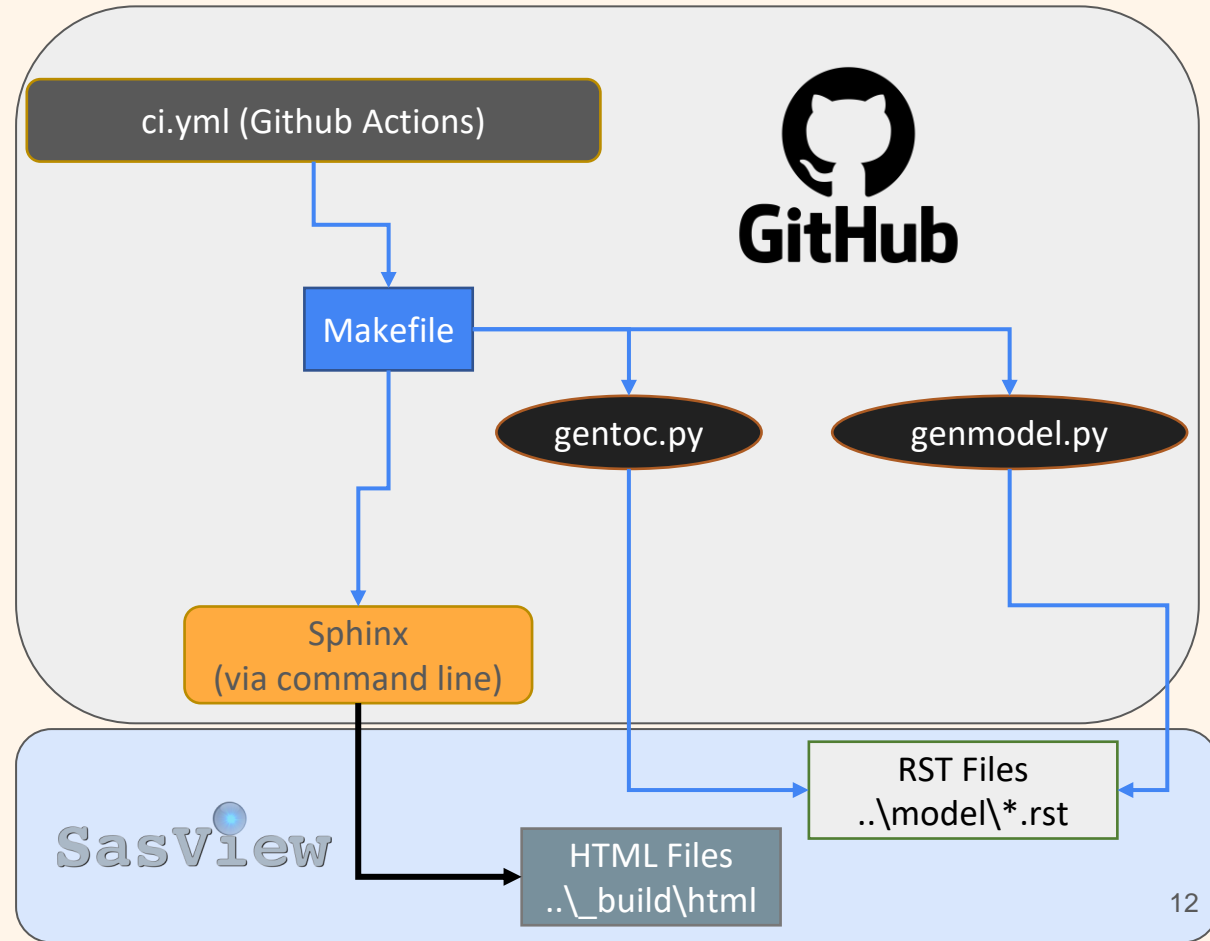 ci.yml (Github Actions)
GitHub
Makefile
gentoc.py
genmodel.py
Sphinx
(via command line)
RST Files
..\model\*.rst
SasView
HTML Files
..\_build\html
12